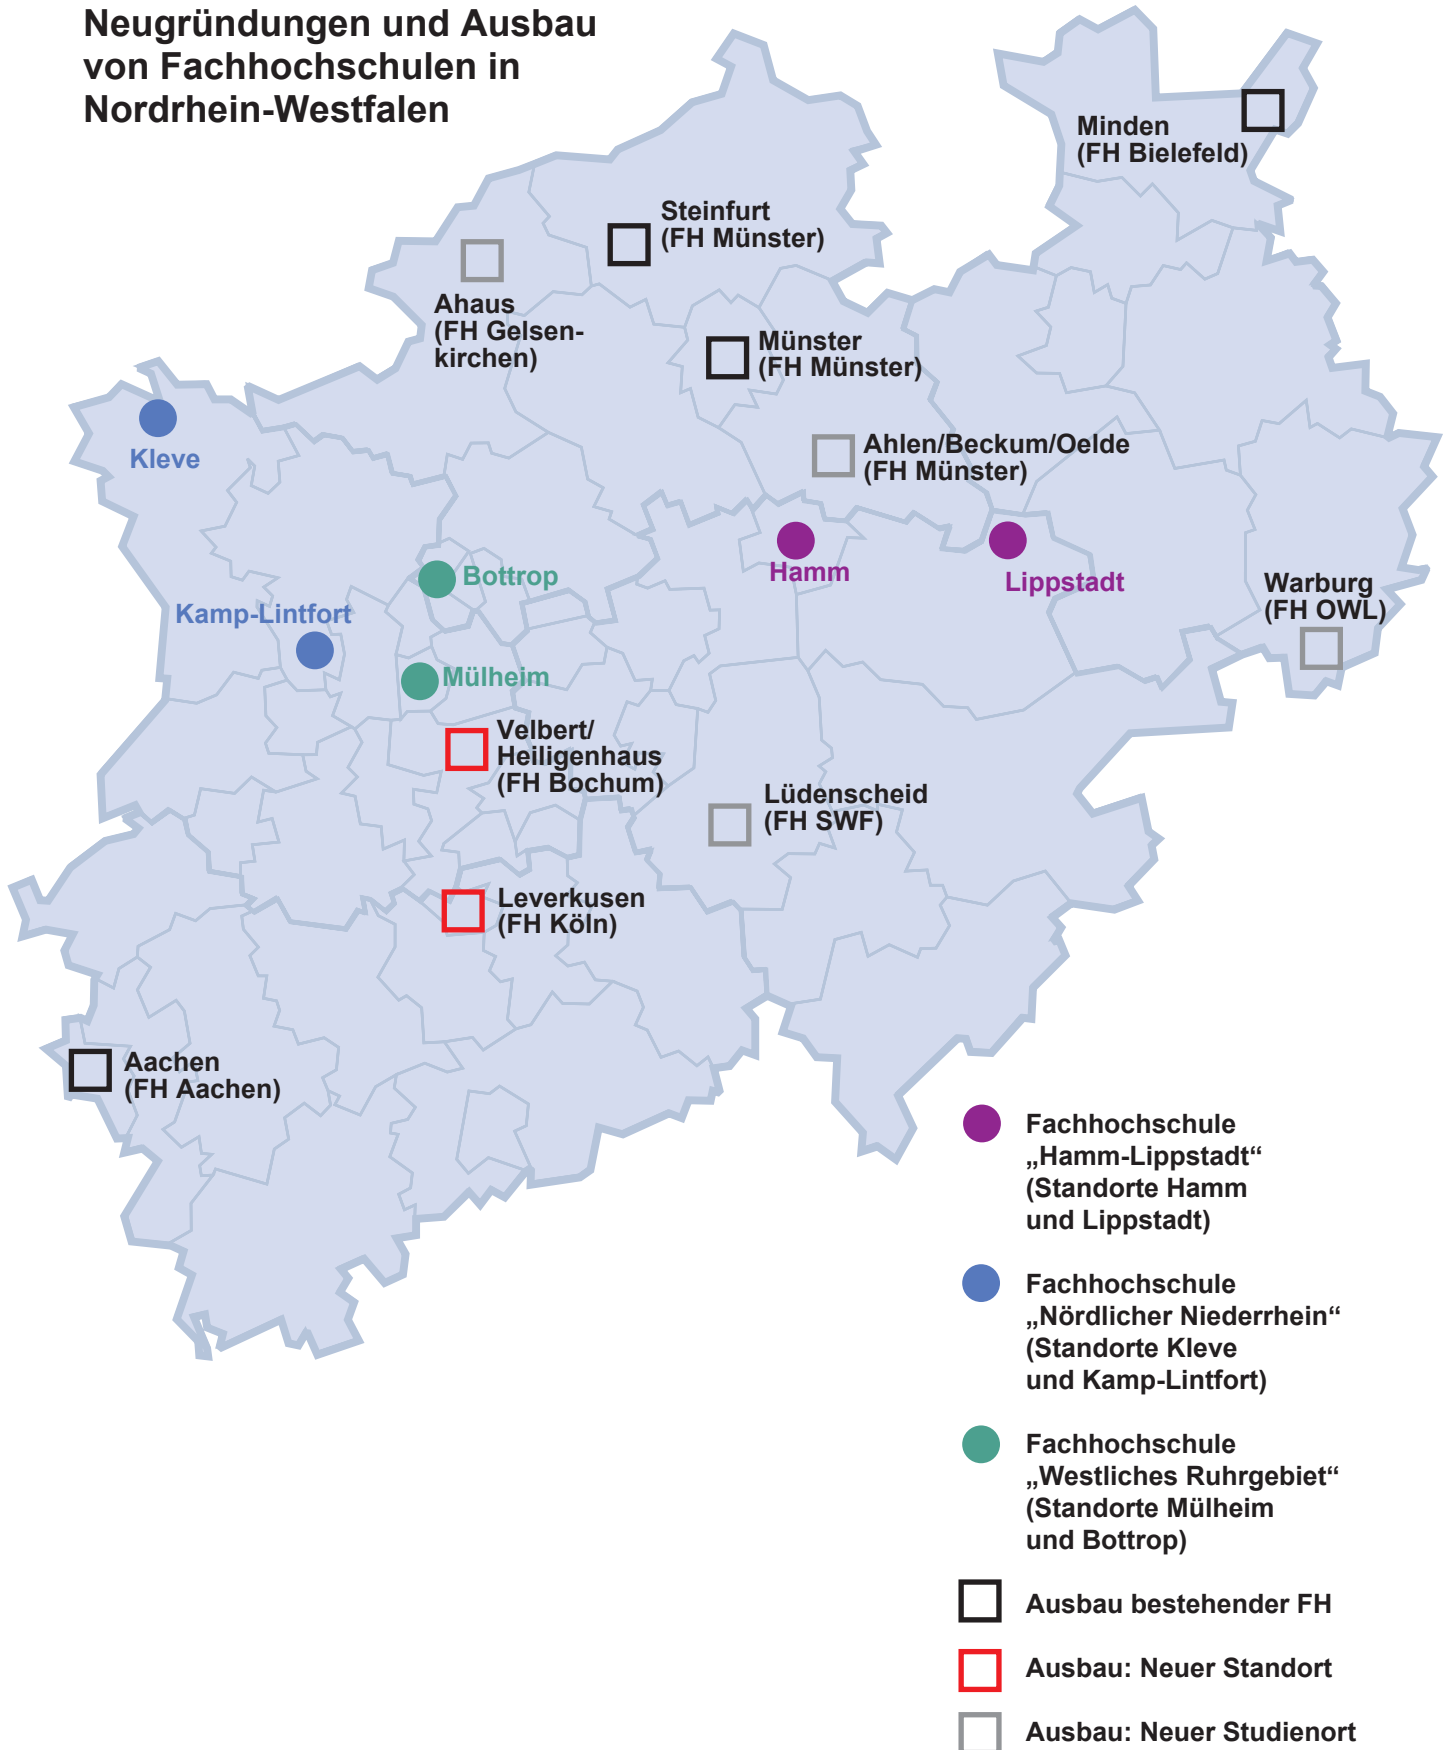 Neugründungen und Ausbau
von Fachhochschulen in
Nordrhein-Westfalen
Minden
(FH Bielefeld)
Steinfurt
(FH Münster)
Ahaus
(FH Gelsen-
kirchen)
Münster
(FH Münster)
Kleve
Ahlen/Beckum/Oelde
(FH Münster)
Hamm
Lippstadt
Bottrop
Warburg
(FH OWL)
Kamp-Lintfort
Mülheim
Velbert/
Heiligenhaus
(FH Bochum)
Lüdenscheid
(FH SWF)
Leverkusen
(FH Köln)
Aachen
(FH Aachen)
Fachhochschule
„Hamm-Lippstadt“
(Standorte Hamm
und Lippstadt)
Fachhochschule
„Nördlicher Niederrhein“
(Standorte Kleve
und Kamp-Lintfort)
Fachhochschule
„Westliches Ruhrgebiet“
(Standorte Mülheim
und Bottrop)
Ausbau bestehender FH
Ausbau: Neuer Standort
Ausbau: Neuer Studienort